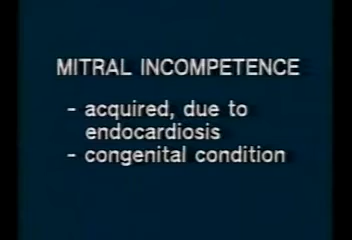 MITRAL INCOMPETENCE
- acquired, due to
endocardiosis
- congenital condition